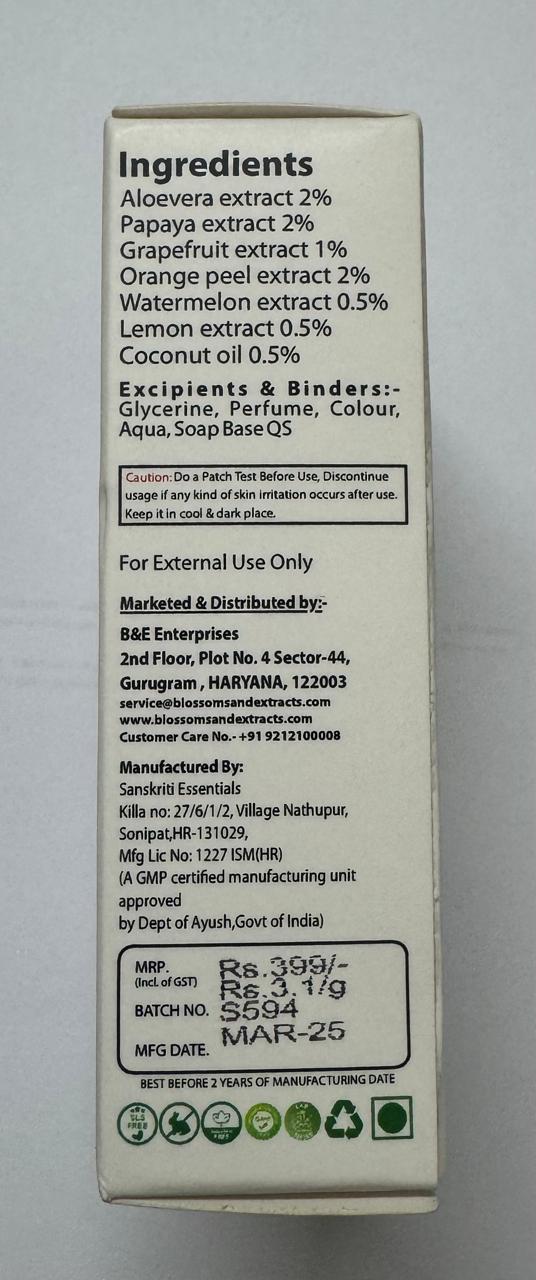 Ingredients
Aloevera extract 2%
Papaya extract 2%
Grapefruit extract 1%
Orange peel extract 2%
Watermelon extract 0.5%
Lemon extract 0.5%
Coconut oil 0.5%
Excipients & Binders:-
Glycerine, Perfume, Colour,
Aqua, Soap Base QS
Caution: Do a Patch Test Before Use, Discontinue
usage if any kind of skin irritation occurs after use.
Keep it in cool & dark place.
For External Use Only
Marketed & Distributed by:-
B&E Enterprises
2nd Floor, Plot No. 4 Sector-44,
Gurugram , HARYANA, 122003
service@blossomsandextracts.com
www.blossomsandextracts.com
Customer Care No.- +91 9212100008
Manufactured By:
Sanskriti Essentials
Killa no: 27/6/1/2, Village Nathupur,
Sonipat,HR-131029,
Mfg Lic No: 1227 ISM(HR)
(A GMP certified manufacturing unit
approved
by Dept of Ayush,Govt of India)
MRP. Rs.399/-
(Incl. of GST) Rs.3.1/g
BATCH NO. S594
MFG DATE. MAR-25
BEST BEFORE 2 YEARS OF MANUFACTURING DATE
SLS
FREE